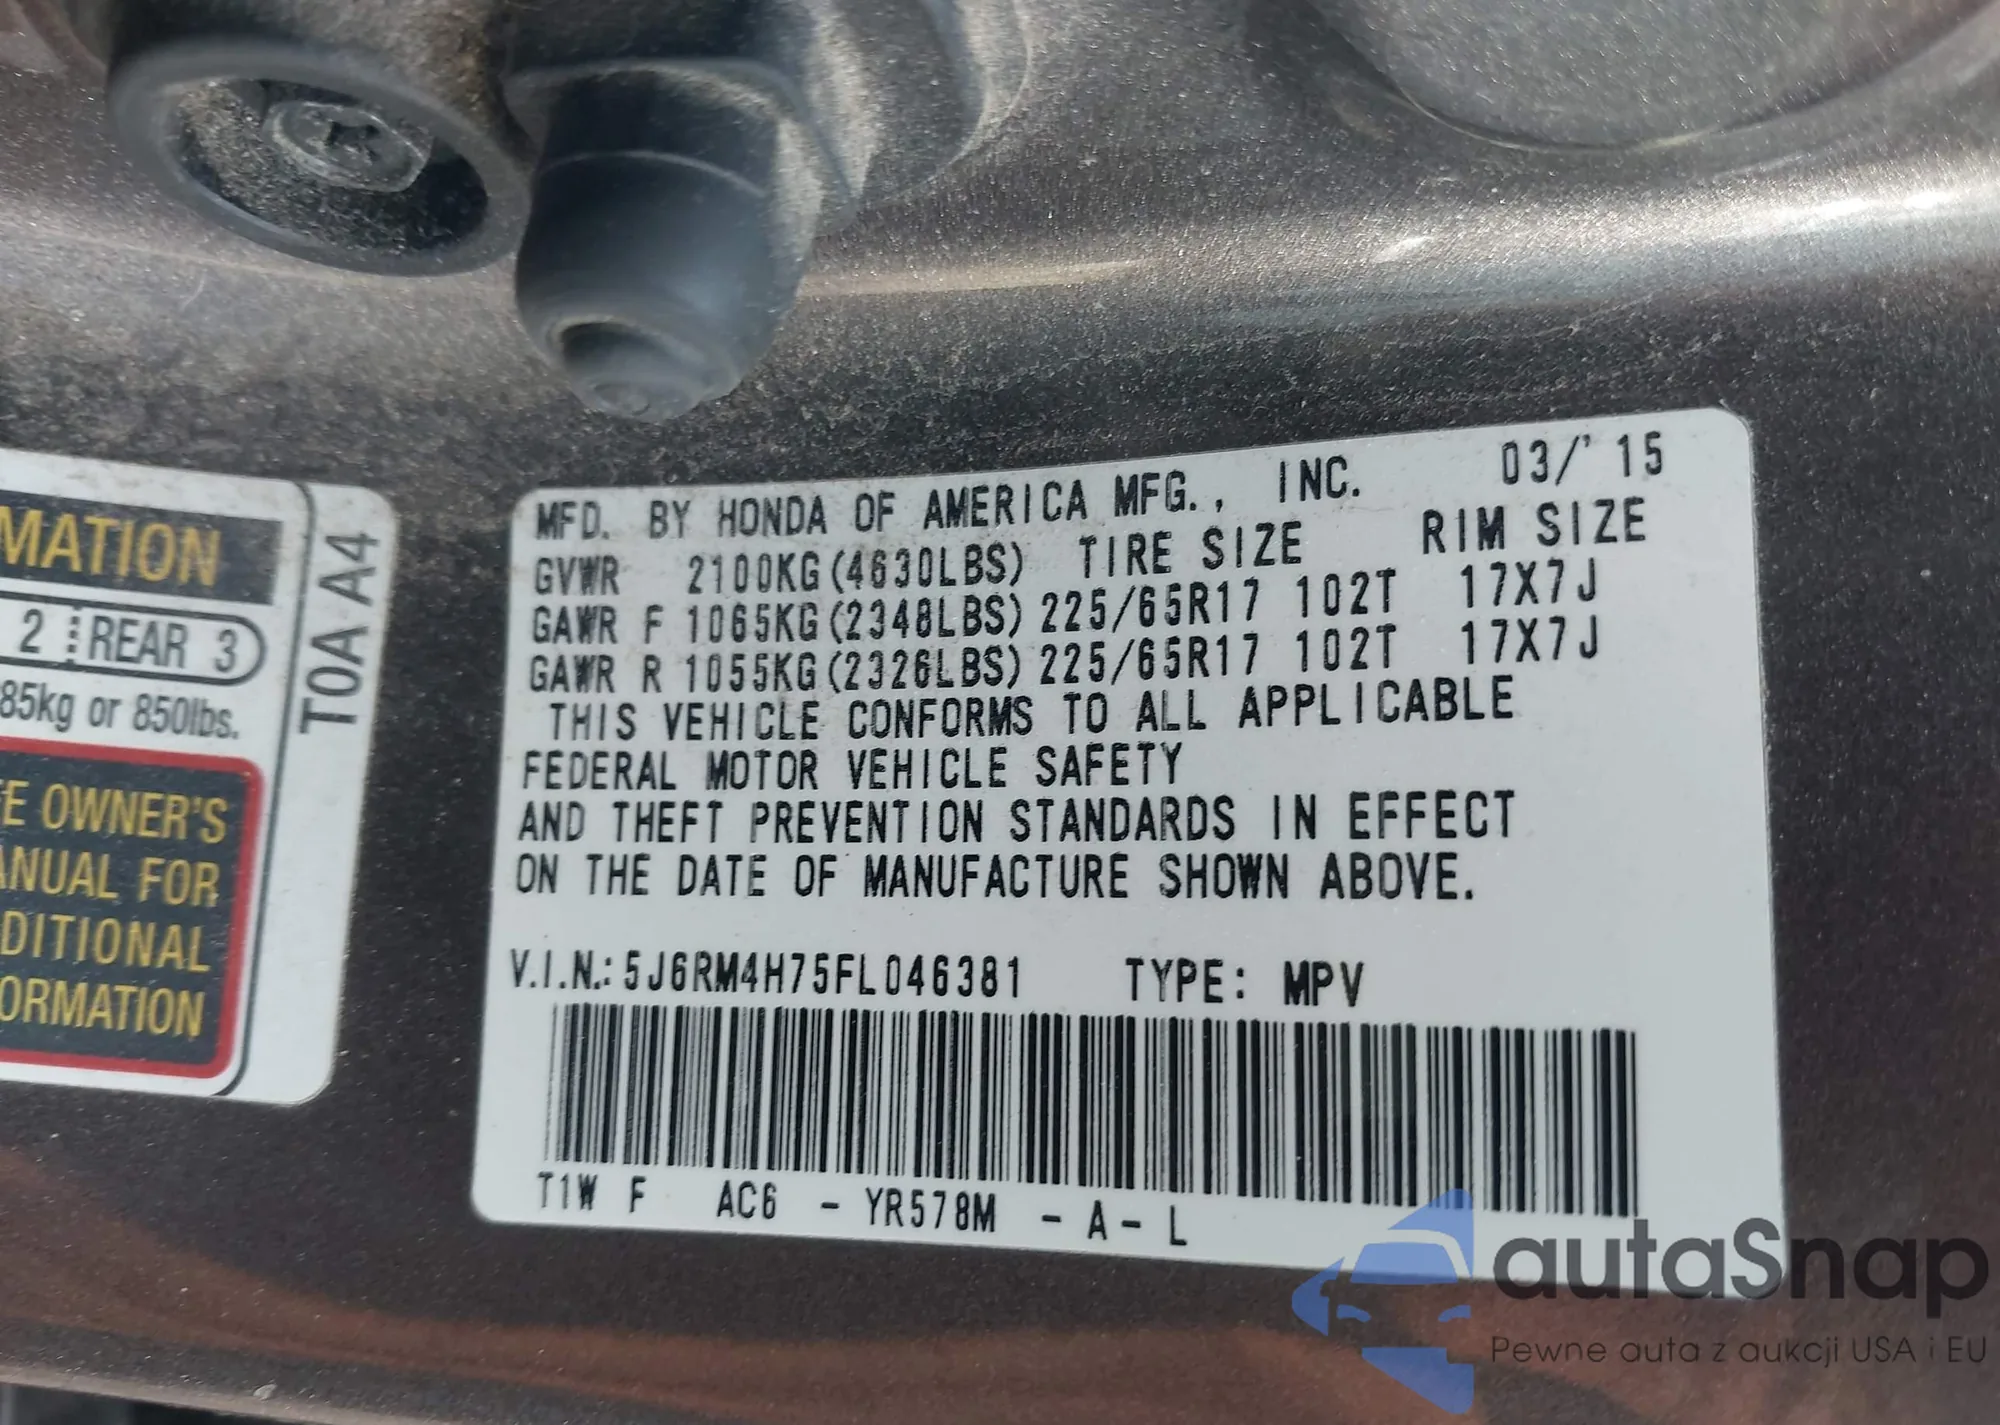 MATION
2 REAR 3
85kg or 850lbs.
E OWNER'S
ANUAL FOR
DITIONAL
ORMATION
T0A A4
MFD. BY HONDA OF AMERICA MFG., INC. 03/'15
GVWR 2100KG(4630LBS) TIRE SIZE RIM SIZE
GAWR F 1065KG(2348LBS) 225/65R17 102T 17X7J
GAWR R 1055KG(2326LBS) 225/65R17 102T 17X7J
THIS VEHICLE CONFORMS TO ALL APPLICABLE
FEDERAL MOTOR VEHICLE SAFETY
AND THEFT PREVENTION STANDARDS IN EFFECT
ON THE DATE OF MANUFACTURE SHOWN ABOVE.
V.I.N.: 5J6RM4H75FL046381 TYPE: MPV
T1W F AC6 - YR578M - A - L
autaSnap
Pewne auta z aukcji USA i EU